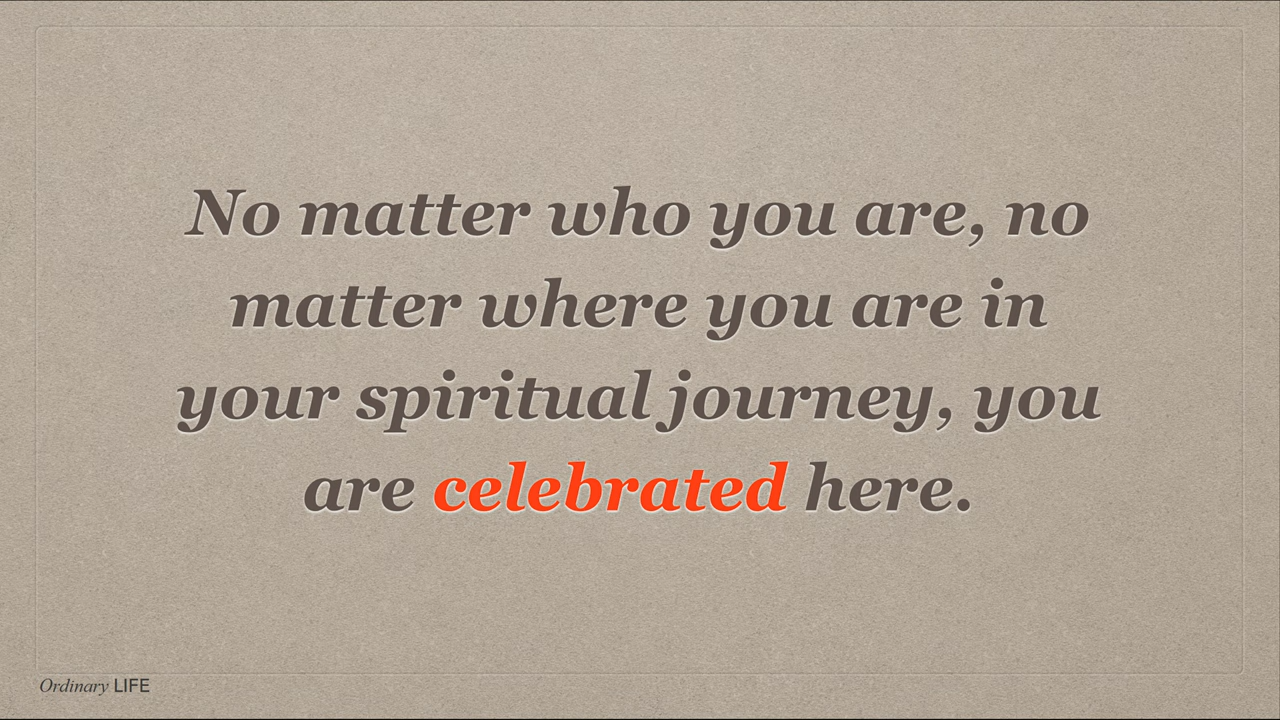 No matter who you are, no
matter where you are in
your spiritual journey, you
are celebrated here.
Ordinary LIFE